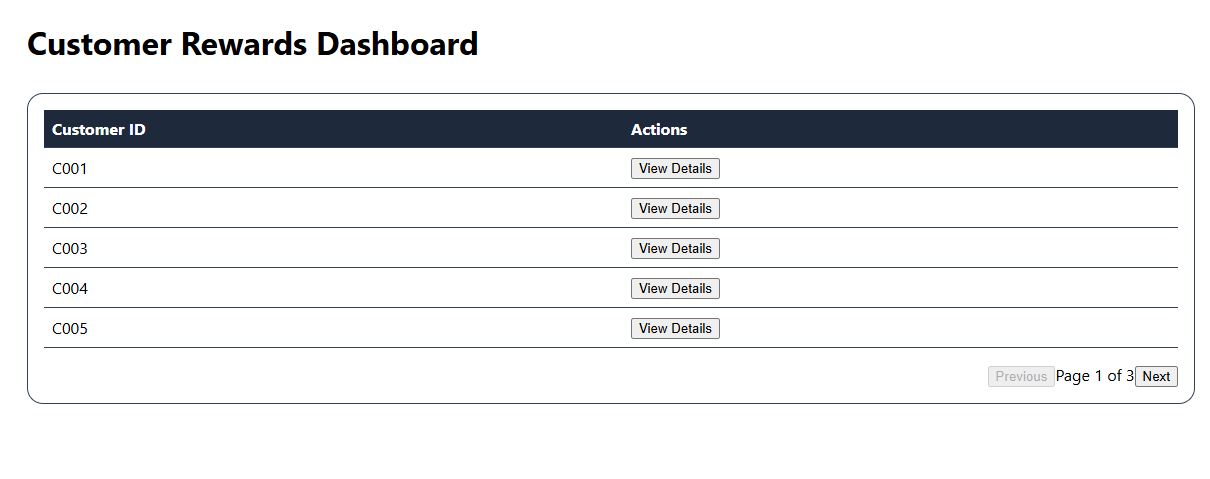 Customer Rewards Dashboard
Customer ID Actions
C001 View Details
C002 View Details
C003 View Details
C004 View Details
C005 View Details
Previous Page 1 of 3 Next